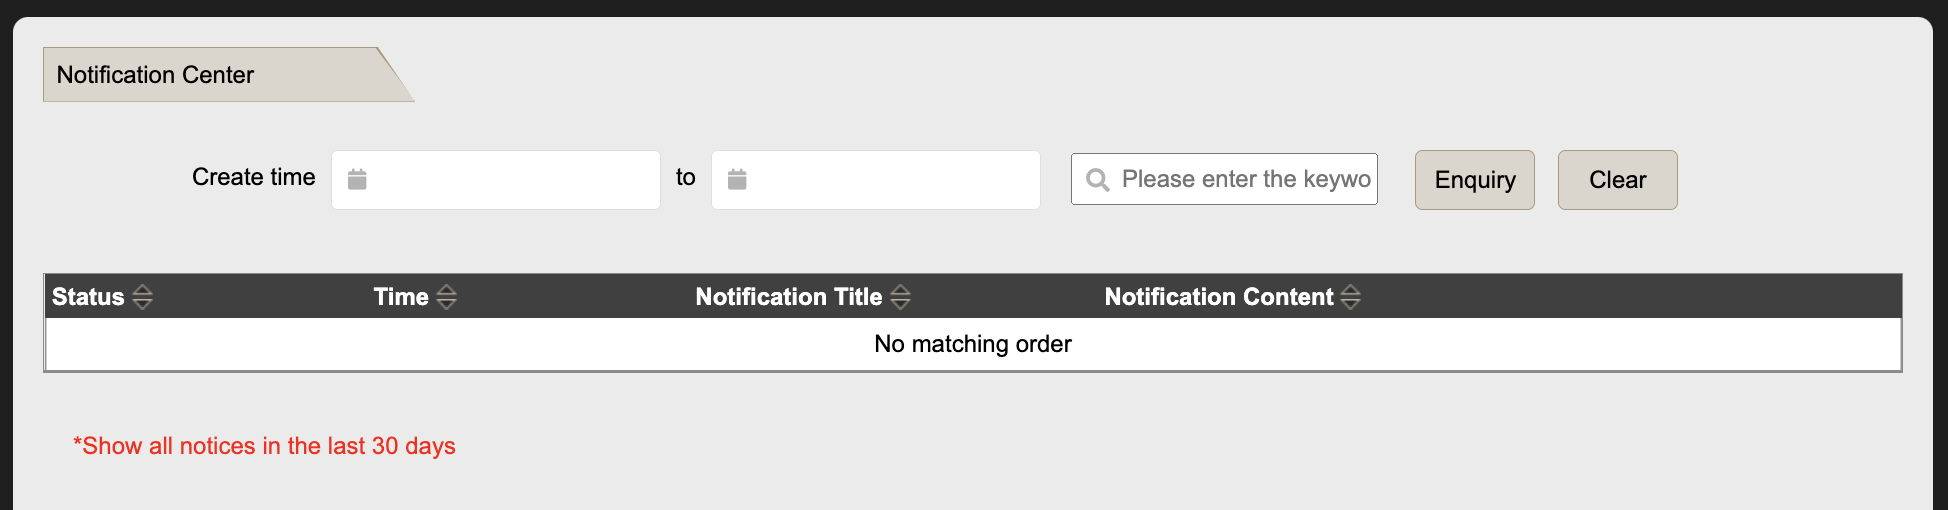 Notification Center
Create time to Please enter the keywo Enquiry Clear
Status Time Notification Title Notification Content
No matching order
*Show all notices in the last 30 days